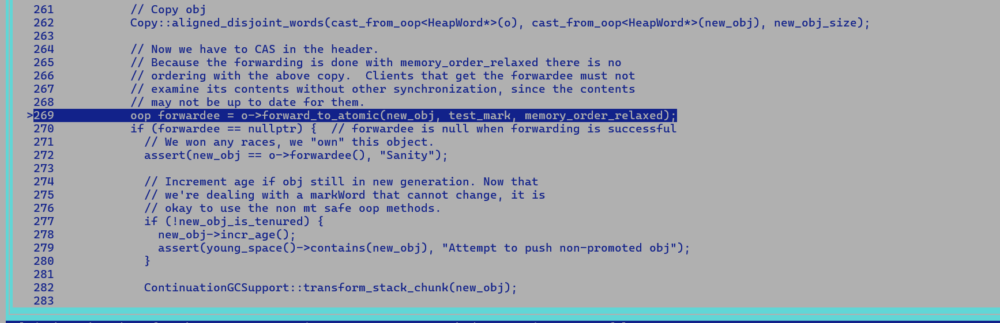 261 // Copy obj
262 Copy::aligned_disjoint_words(cast_from_oop<HeapWord*>(o), cast_from_oop<HeapWord*>(new_obj), new_obj_size);
263
264 // Now we have to CAS in the header.
265 // Because the forwarding is done with memory_order_relaxed there is no
266 // ordering with the above copy.  Clients that get the forwardee must not
267 // examine its contents without other synchronization, since the contents
268 // may not be up to date for them.
>269 oop forwardee = o->forward_to_atomic(new_obj, test_mark, memory_order_relaxed);
270 if (forwardee == nullptr) {  // forwardee is null when forwarding is successful
271 // We won any races, we "own" this object.
272 assert(new_obj == o->forwardee(), "Sanity");
273
274 // Increment age if obj still in new generation. Now that
275 // we're dealing with a markWord that cannot change, it is
276 // okay to use the non mt safe oop methods.
277 if (!new_obj_is_tenured) {
278 new_obj->incr_age();
279 assert(young_space()->contains(new_obj), "Attempt to push non-promoted obj");
280 }
281
282 ContinuationGCSupport::transform_stack_chunk(new_obj);
283